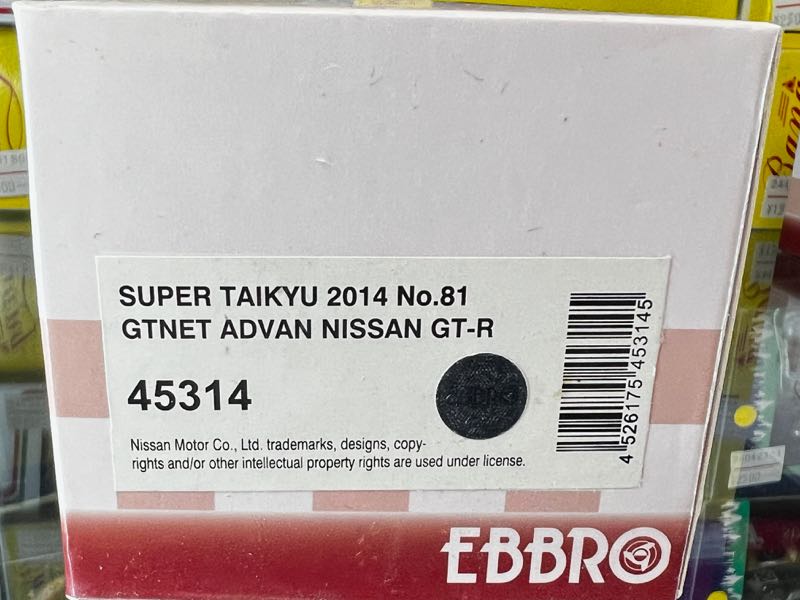 SUPER TAIKYU 2014 No.81
GTNET ADVAN NISSAN GT-R
45314
EBBRO
4 526175 453145
Nissan Motor Co., Ltd. trademarks, designs, copy-
rights and/or other intellectual property rights are used under license.
EBBRO